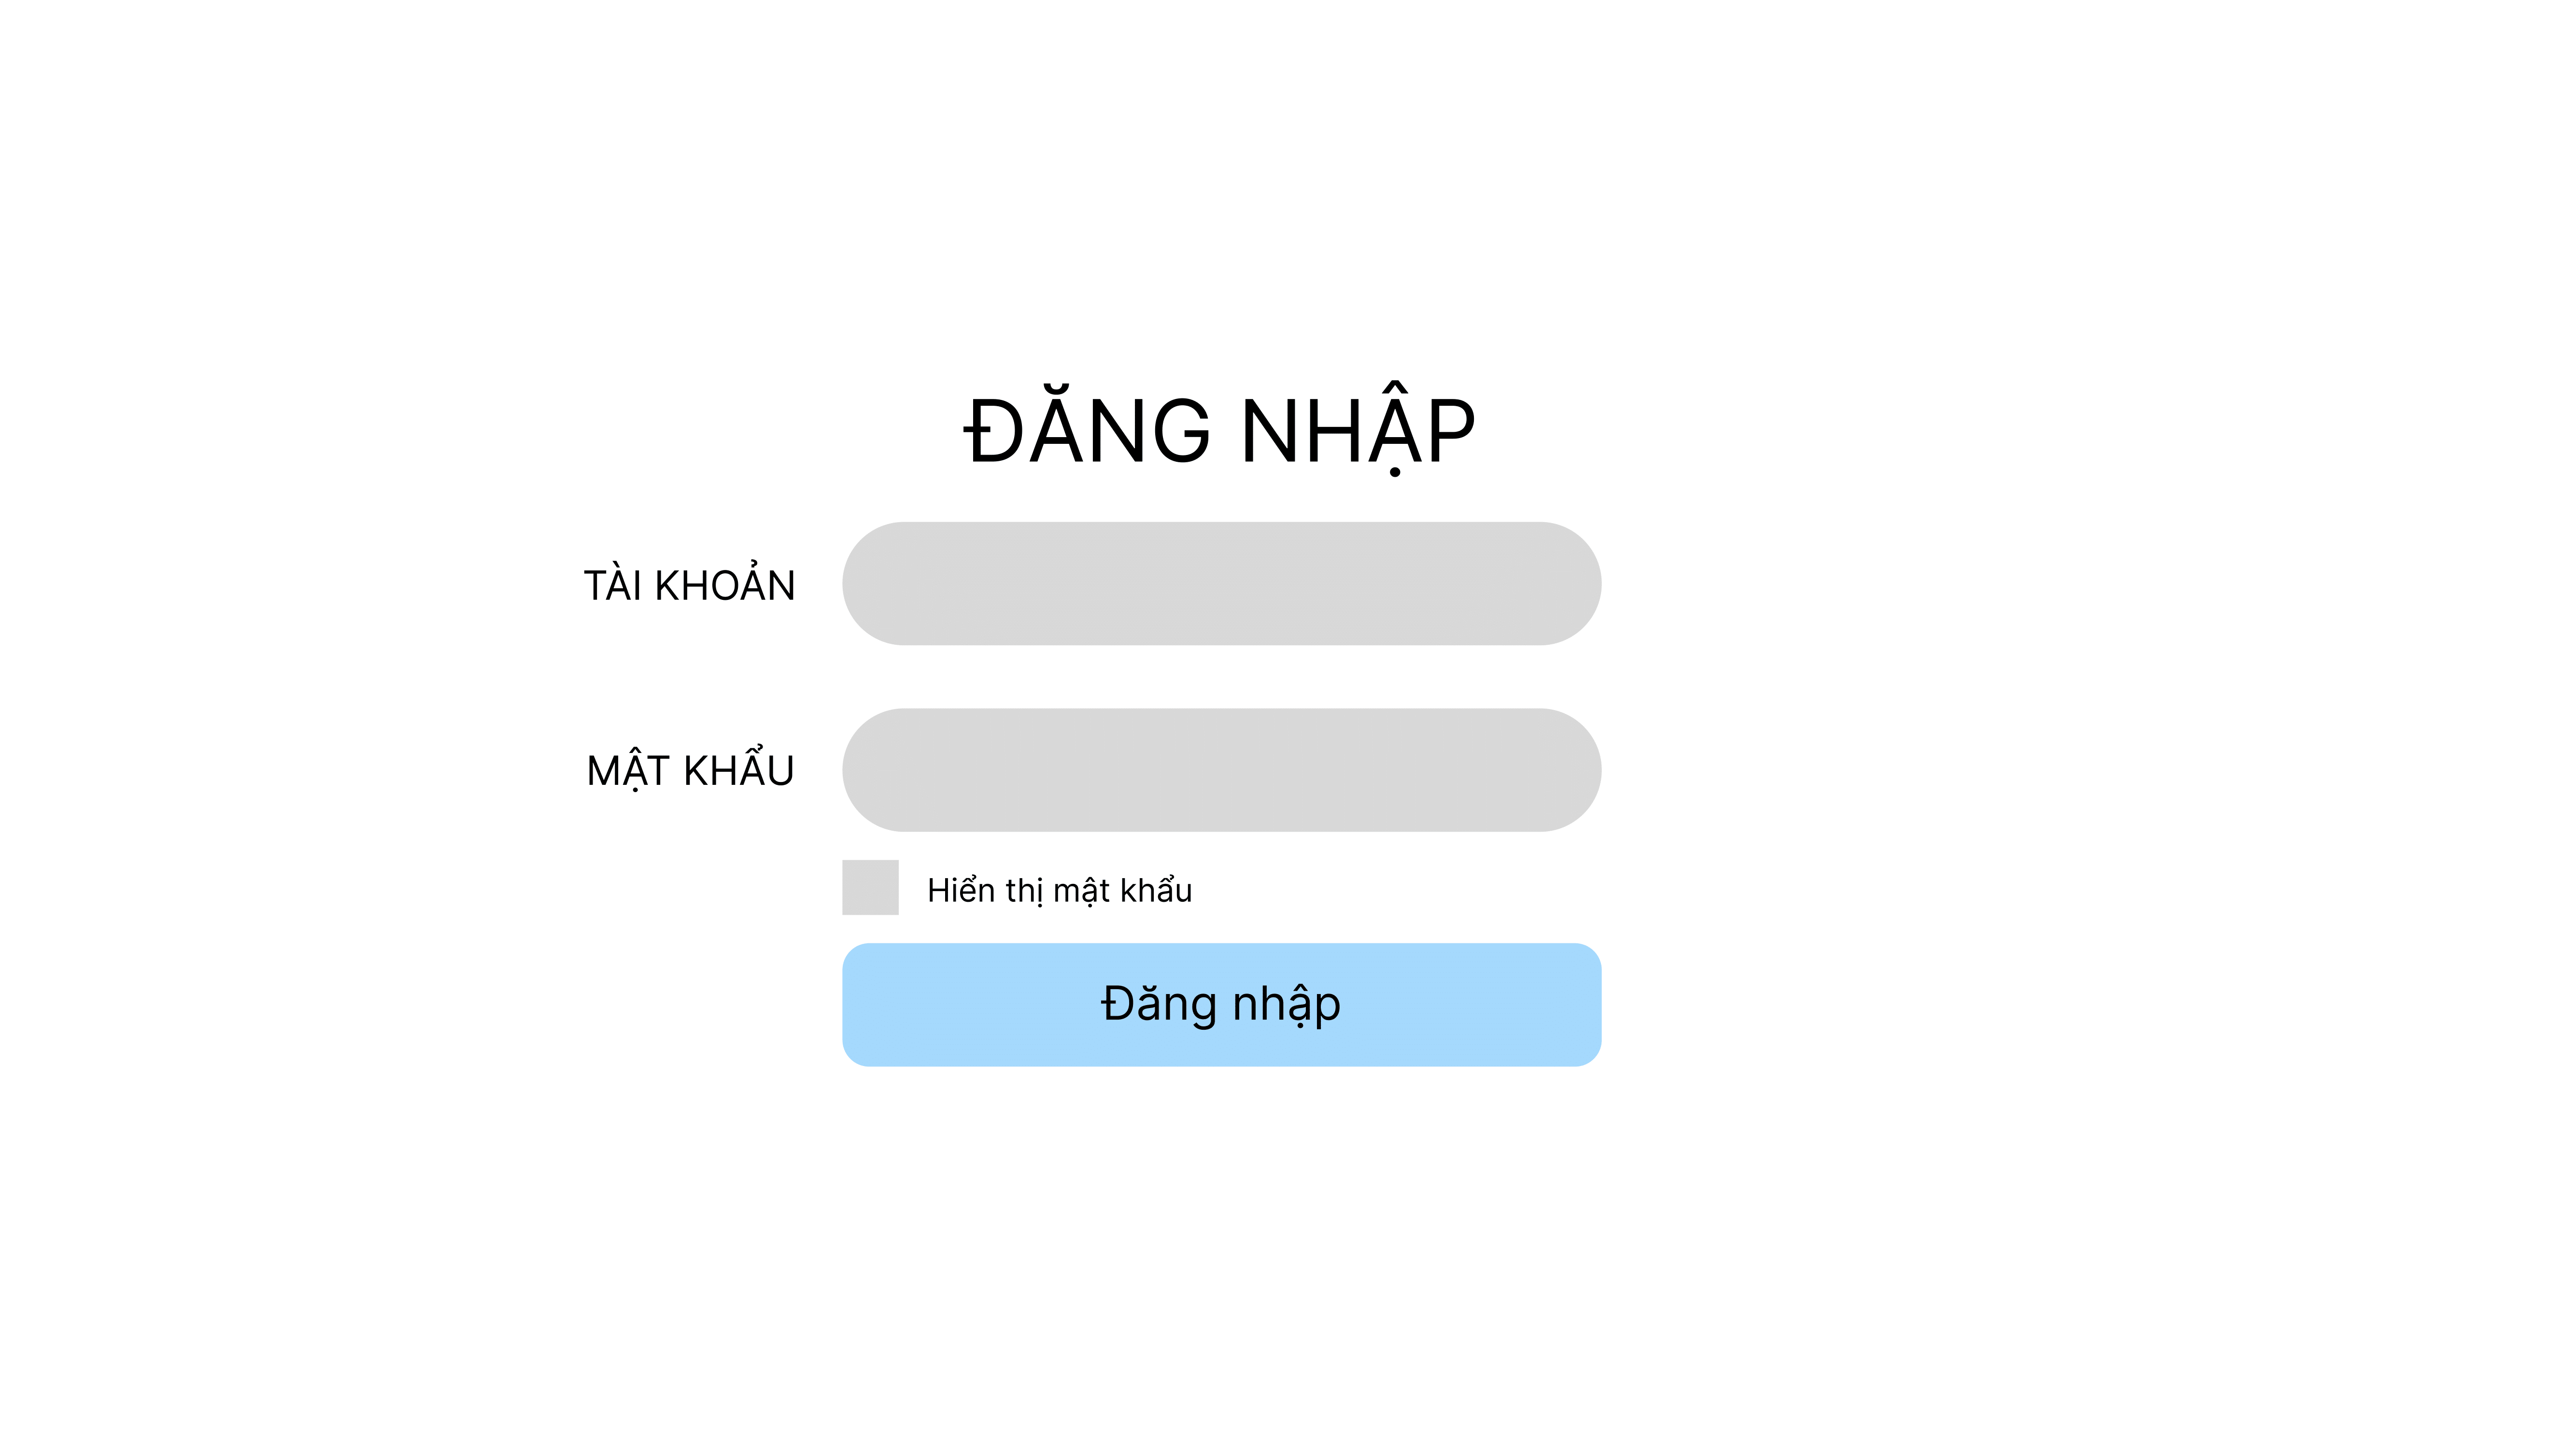 ĐĂNG NHẬP
TÀI KHOẢN
MẬT KHẨU
Hiển thị mật khẩu
Đăng nhập